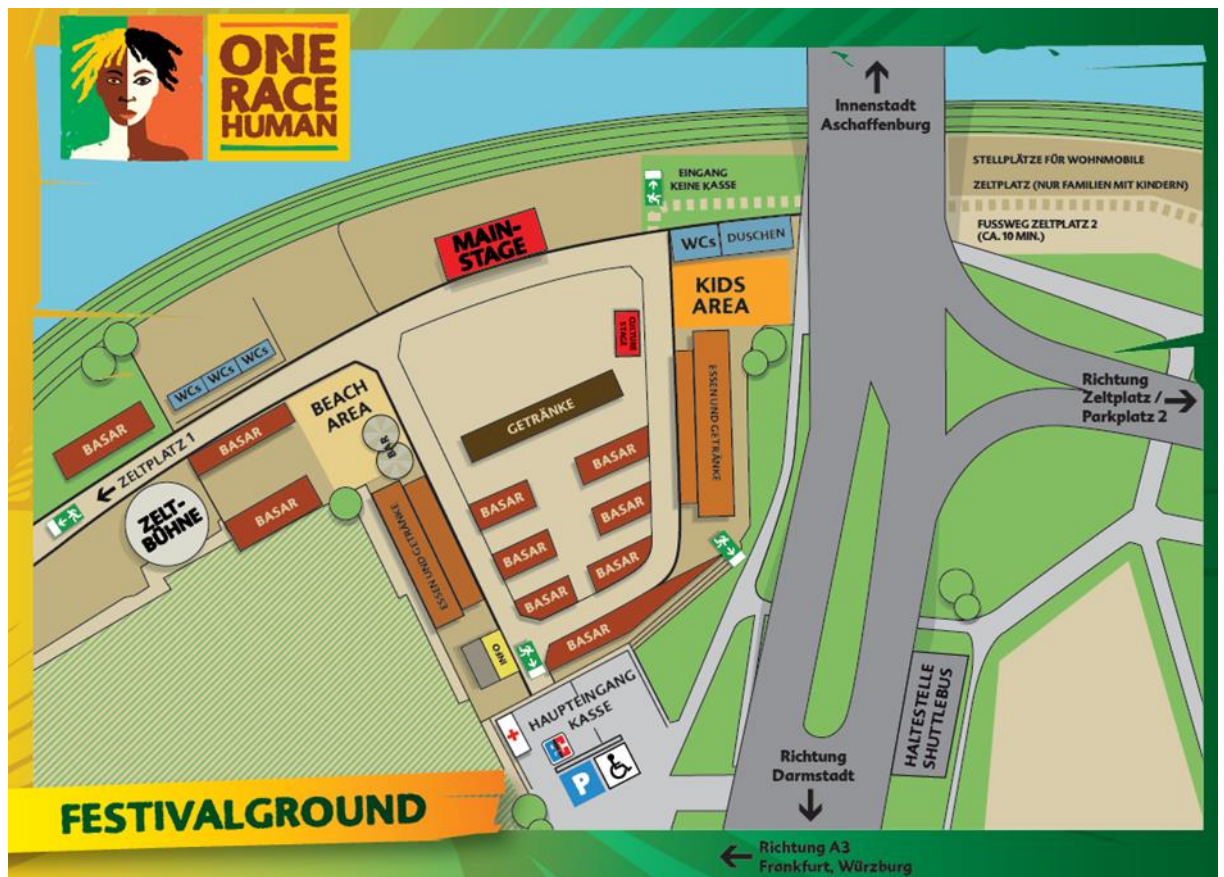 ONE
RACE
HUMAN
Innenstadt
Aschaffenburg
EINGANG
KEINE KASSE
STELLPLÄTZE FÜR WOHNMOBILE
ZELTPLATZ (NUR FAMILIEN MIT KINDERN)
FUSSWEG ZELTPLATZ 2
(CA. 10 MIN.)
MAIN-
STAGE
WCs
DUSCHEN
KIDS
AREA
CULTURE
STAGE
WCs
WCs
WCs
BEACH
AREA
BAR
BASAR
BASAR
BASAR
ZELTPLATZ 1
ZELT-
BÜHNE
GETRÄNKE
ESSEN UND GETRÄNKE
Richtung
Zeltplatz /
Parkplatz 2
BASAR
BASAR
BASAR
BASAR
BASAR
BASAR
BASAR
ESSEN UND GETRÄNKE
INFO
HAUPTEINGANG
KASSE
P
HALTESTELLE
SHUTTLEBUS
Richtung
Darmstadt
FESTIVALGROUND
Richtung A3
Frankfurt, Würzburg